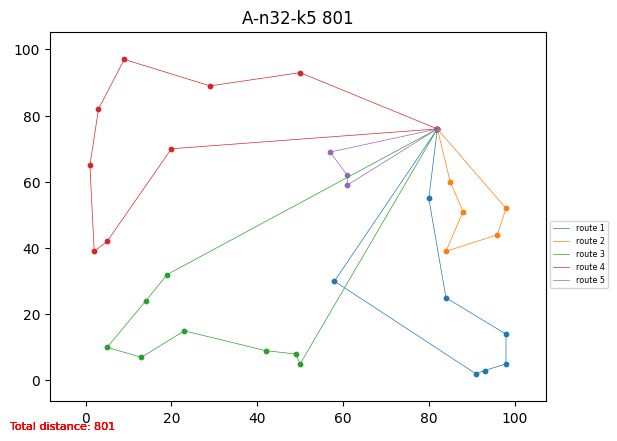 A-n32-k5 801
100
80
60
40
20
0
0 20 40 60 80 100
route 1
route 2
route 3
route 4
route 5
Total distance: 801